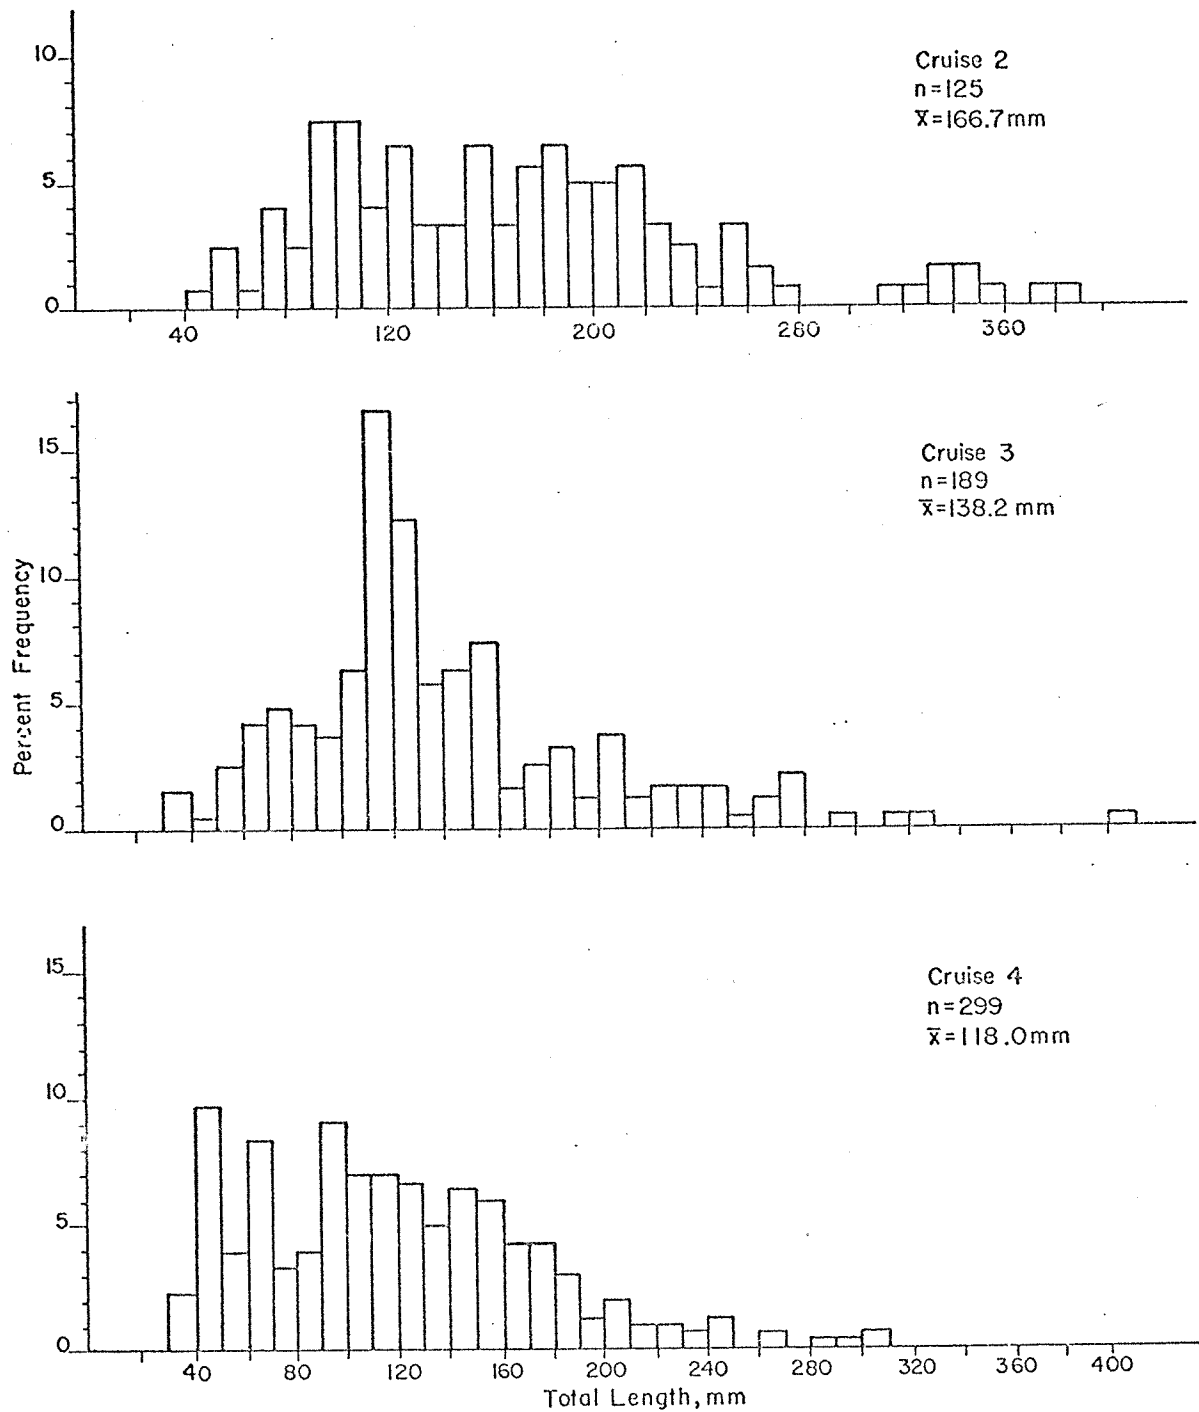 10
5
0
Cruise 2
n=125
x̄=166.7mm
40 120 200 280 360
15
10
5
0
Cruise 3
n=189
x̄=138.2 mm
Percent Frequency
15
10
5
0
Cruise 4
n=299
x̄=118.0mm
40 80 120 160 200 240 280 320 360 400
Total Length, mm